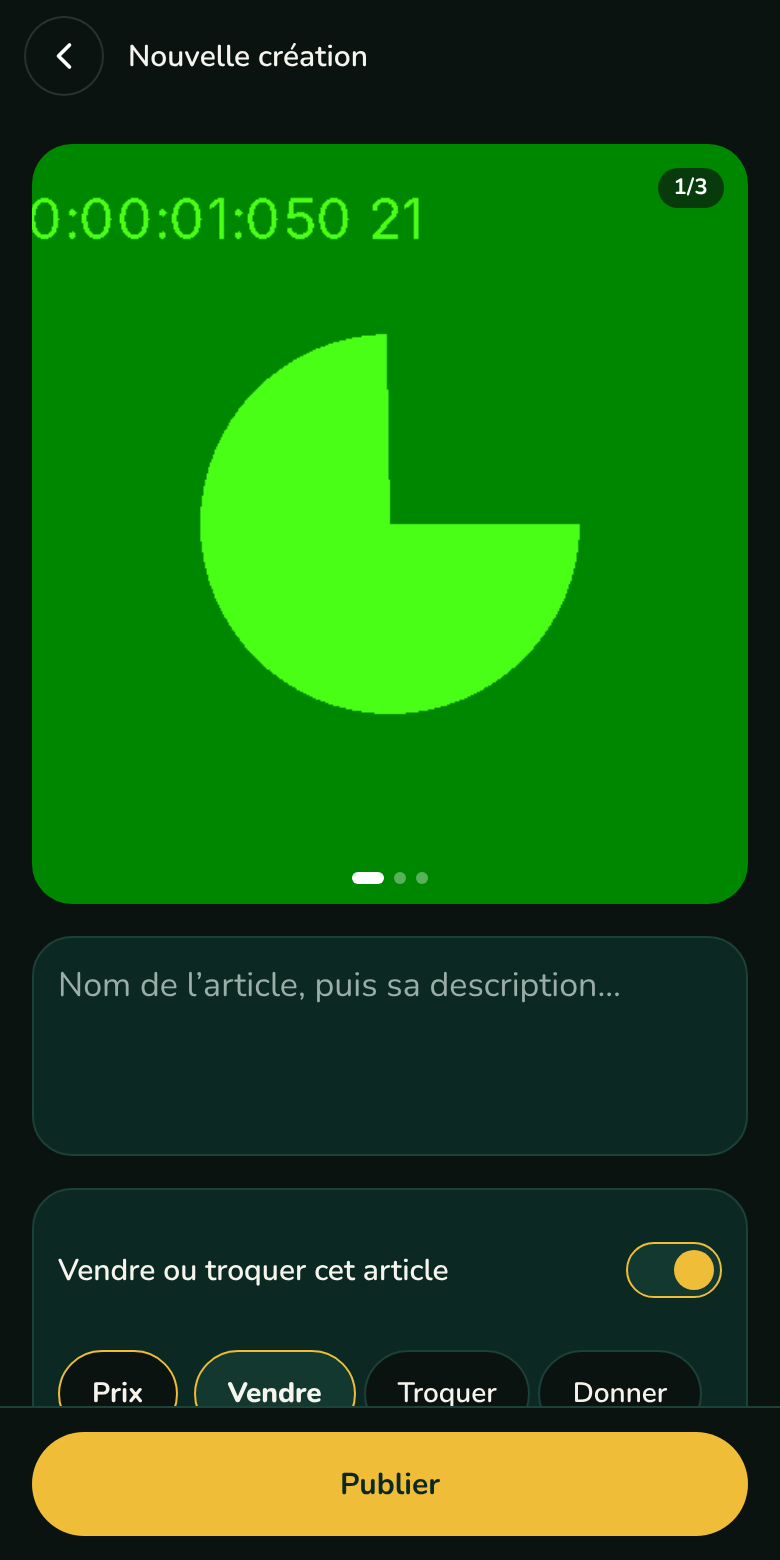 Nouvelle création
1/3
0:00:01:050 21
Nom de l’article, puis sa description...
Vendre ou troquer cet article
Prix
Vendre
Troquer
Donner
Publier